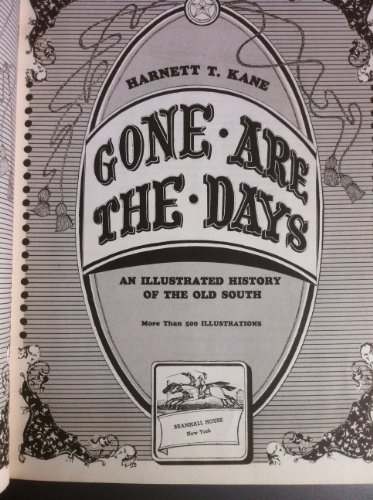 HARNETT T. KANE
GONE · ARE
THE · DAYS
AN ILLUSTRATED HISTORY
OF THE OLD SOUTH
More Than 500 ILLUSTRATIONS
BRAMHALL HOUSE
New York